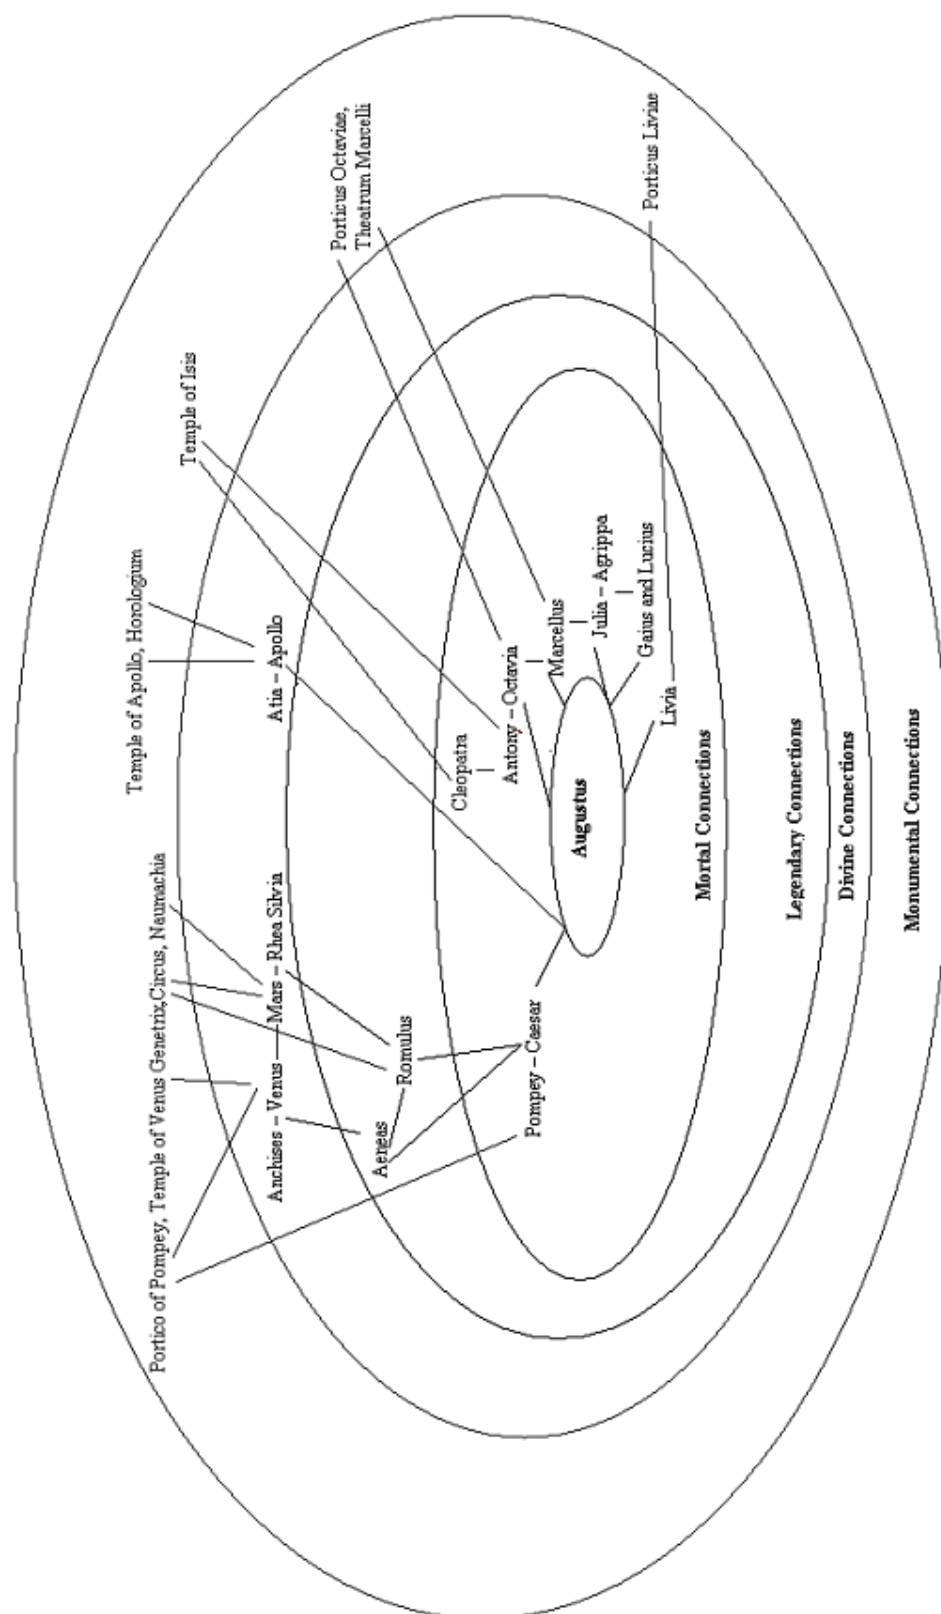 Portico of Pompey, Temple of Venus Genetrix,Circus, Naumachia
Temple of Apollo, Horologium
Temple of Isis
Porticus Octaviae,
Theatrum Marcelli
Anchises – Venus
Mars – Rhea Silvia
Atia – Apollo
Aeneas
Romulus
Cleopatra
Antony – Octavia
Pompey – Caesar
Marcellus
Augustus
Julia – Agrippa
Gaius and Lucius
Livia
Porticus Liviae
Mortal Connections
Legendary Connections
Divine Connections
Monumental Connections